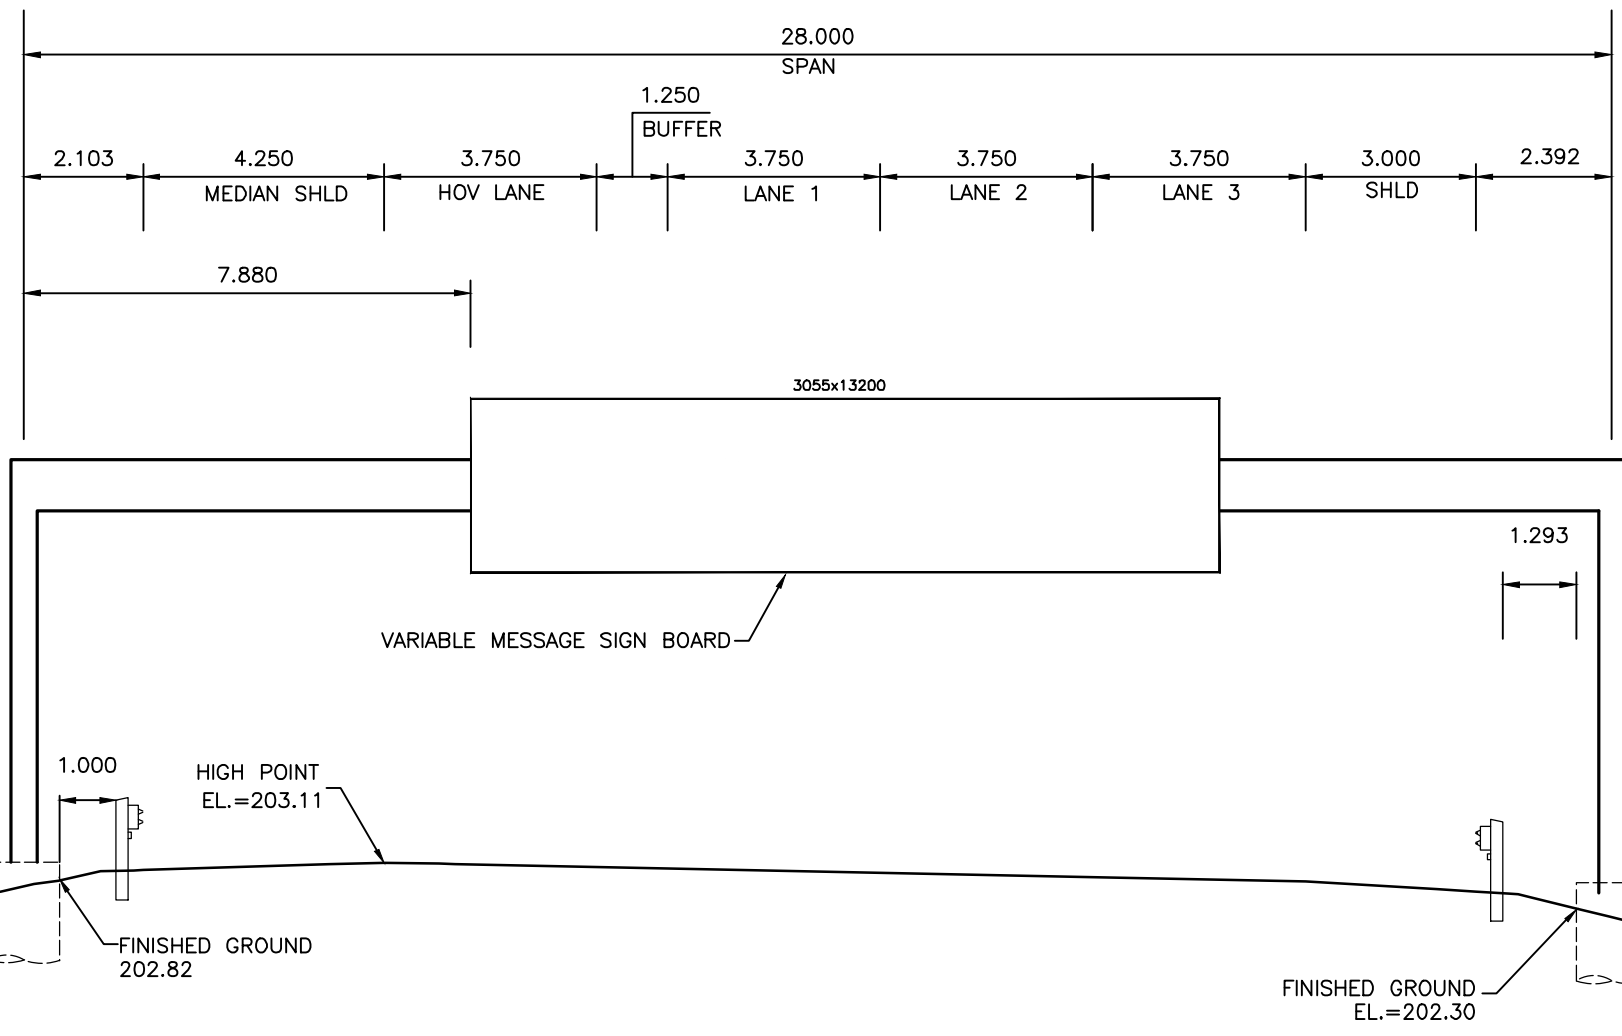 28.000
SPAN
1.250
BUFFER
2.103
4.250
MEDIAN SHLD
3.750
HOV LANE
3.750
LANE 1
3.750
LANE 2
3.750
LANE 3
3.000
SHLD
2.392
7.880
3055x13200
1.293
VARIABLE MESSAGE SIGN BOARD
1.000
HIGH POINT
EL.=203.11
FINISHED GROUND
202.82
FINISHED GROUND
EL.=202.30